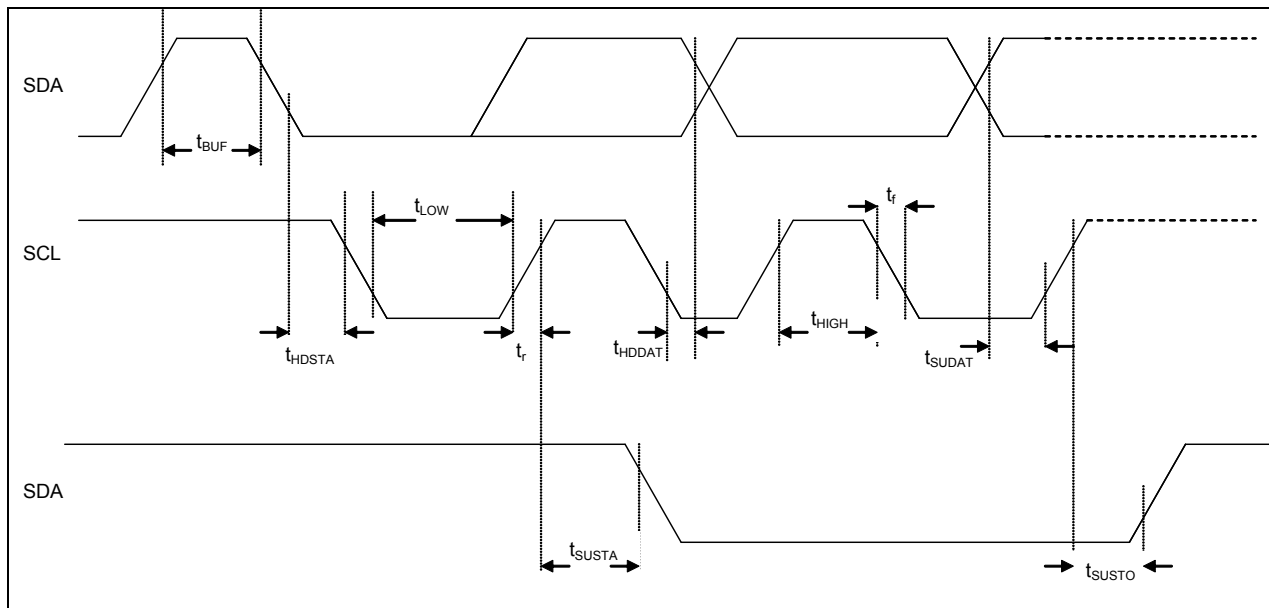 SDA
tBUF
tLOW
tf
SCL
tHDSTA
tr
tHDDAT
tHIGH
tSUDAT
SDA
tSUSTA
tSUSTO